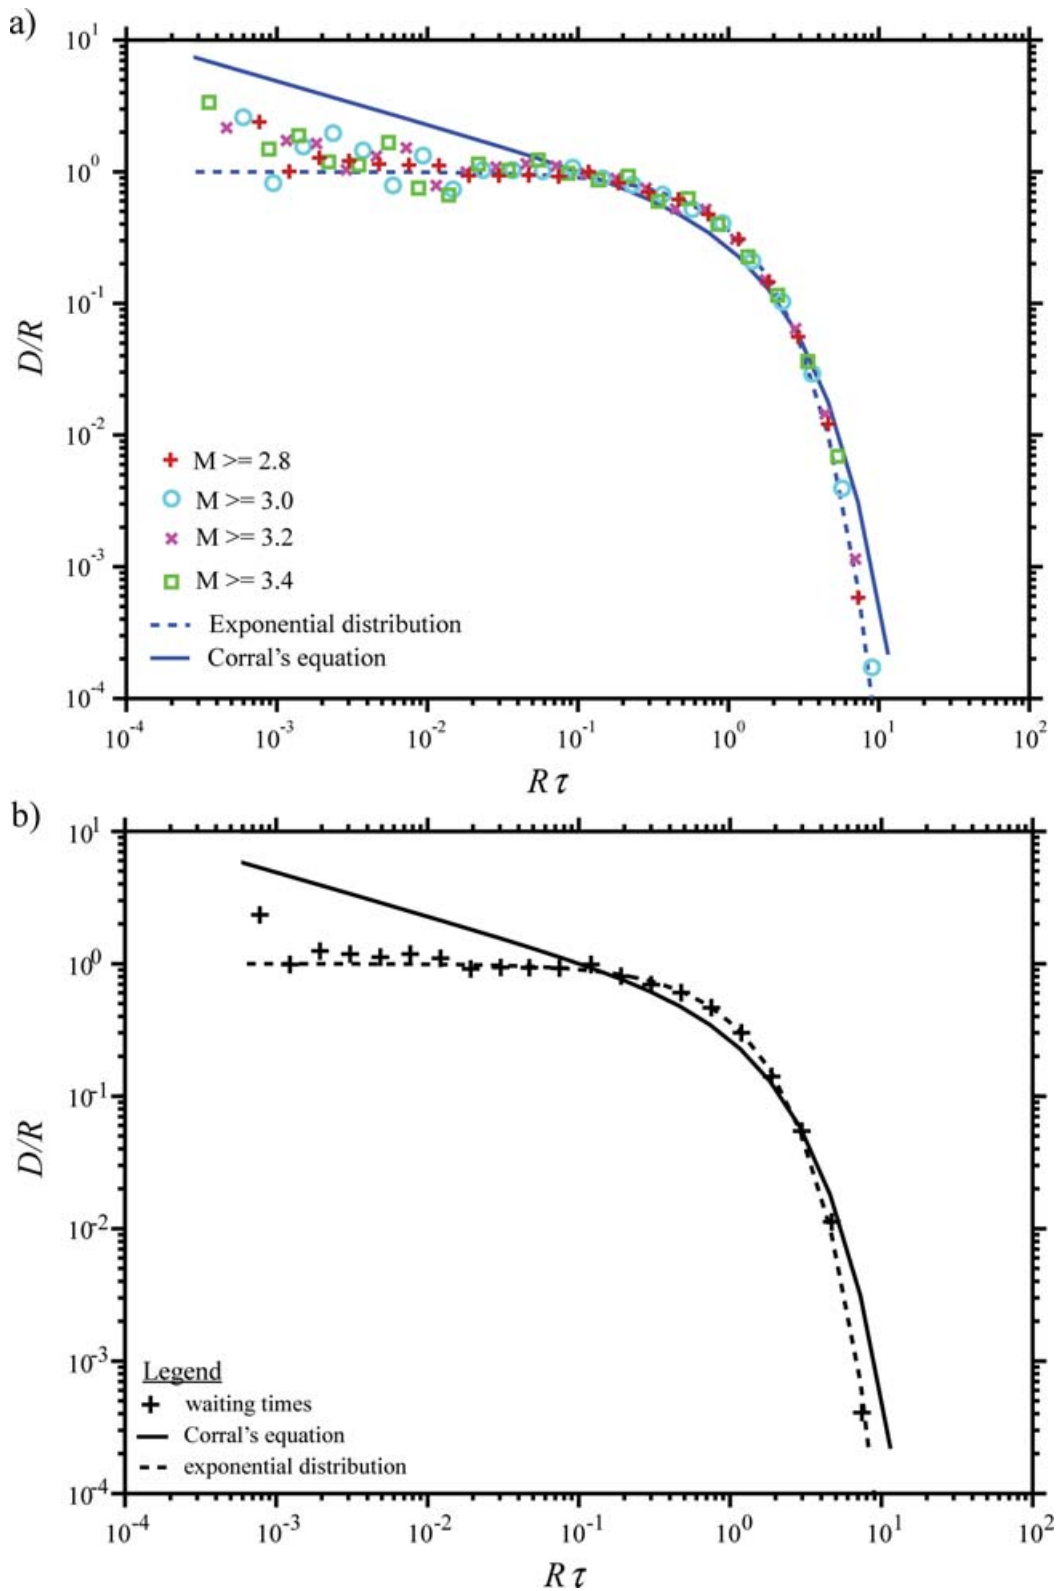 a)
10^1
10^0
10^-1
10^-2
10^-3
10^-4
D/R
M >= 2.8
M >= 3.0
M >= 3.2
M >= 3.4
Exponential distribution
Corral's equation
10^-4 10^-3 10^-2 10^-1 10^0 10^1 10^2
R τ
b)
10^1
10^0
10^-1
10^-2
10^-3
10^-4
D/R
Legend
waiting times
Corral's equation
exponential distribution
10^-4 10^-3 10^-2 10^-1 10^0 10^1 10^2
R τ